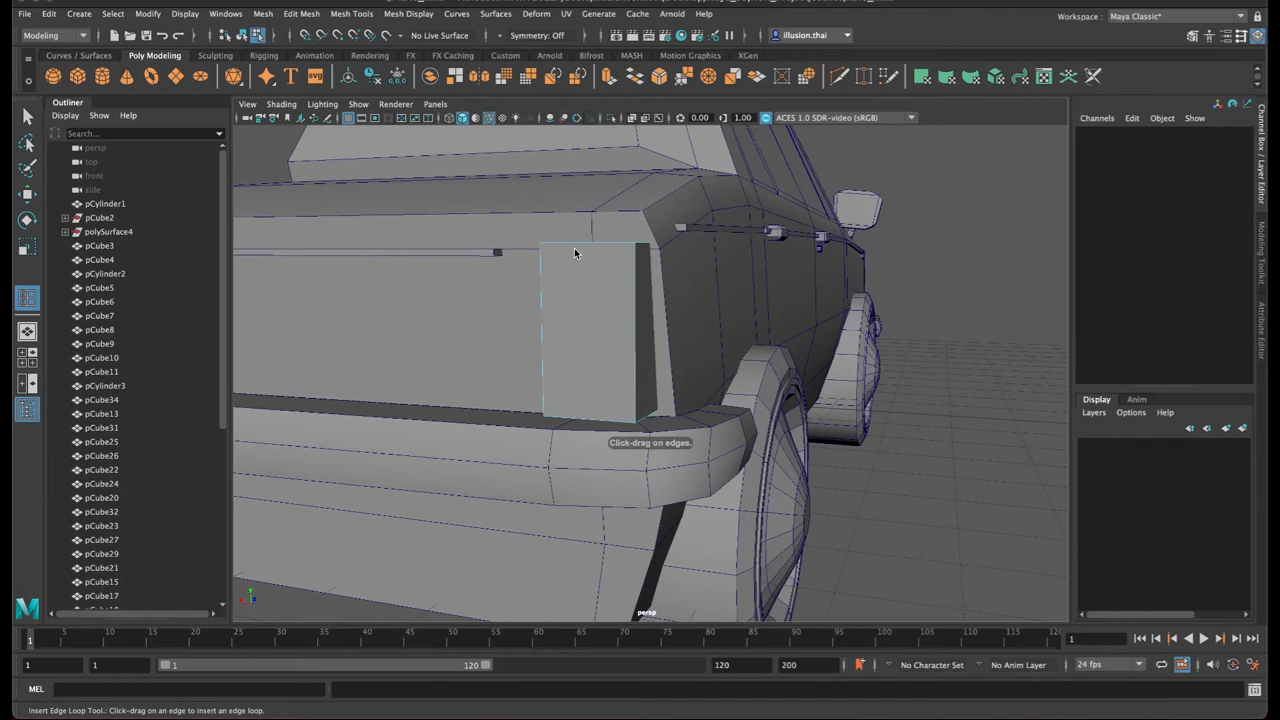 File Edit Create Select Modify Display Windows Mesh Edit Mesh Mesh Tools Mesh Display Curves Surfaces Deform UV Generate Cache Arnold Help Workspace : Maya Classic*
Modeling No Live Surface Symmetry: Off illusion.thai
Curves / Surfaces Poly Modeling Sculpting Rigging Animation Rendering FX FX Caching Custom Arnold Bifrost MASH Motion Graphics XGen
Outliner
Display Show Help
Search...
persp
top
front
side
pCylinder1
pCube2
polySurface4
pCube3
pCube4
pCylinder2
pCube5
pCube6
pCube7
pCube8
pCube9
pCube10
pCube11
pCylinder3
pCube34
pCube13
pCube31
pCube25
pCube26
pCube22
pCube24
pCube20
pCube32
pCube23
pCube27
pCube29
pCube21
pCube15
pCube17
View Shading Lighting Show Renderer Panels
0.00 1.00 ACES 1.0 SDR-video (sRGB)
Click-drag on edges.
persp
Channels Edit Object Show
Display Anim
Layers Options Help
Channel Box / Layer Editor
Modeling Toolkit
Attribute Editor
5 10 15 20 25 30 35 40 45 50 55 60 65 70 75 80 85 90 95 100 105 110 115 120
1 1
1 1 1 120 120 200 No Character Set No Anim Layer 24 fps
MEL
Insert Edge Loop Tool.: Click-drag on an edge to insert an edge loop.